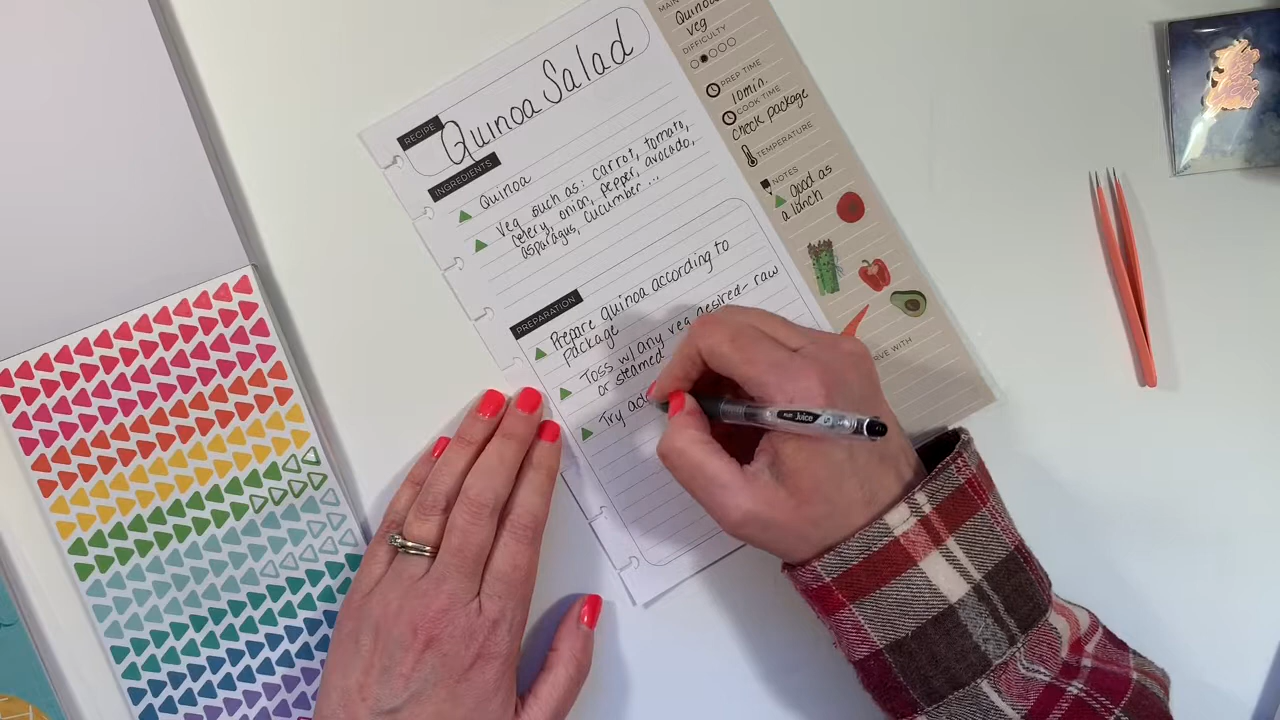 RECIPE
Quinoa Salad
INGREDIENTS
Quinoa
Veg such as: carrot, tomato,
celery, onion, pepper, avocado,
asparagus, cucumber ...
PREPARATION
Prepare quinoa according to
package
Toss w/ any veg desired- raw
or steamed
Try
MAIN
Quinoa
veg
DIFFICULTY
PREP TIME
10min.
COOK TIME
Check package
TEMPERATURE
NOTES
good as
a lunch
WITH
Juice